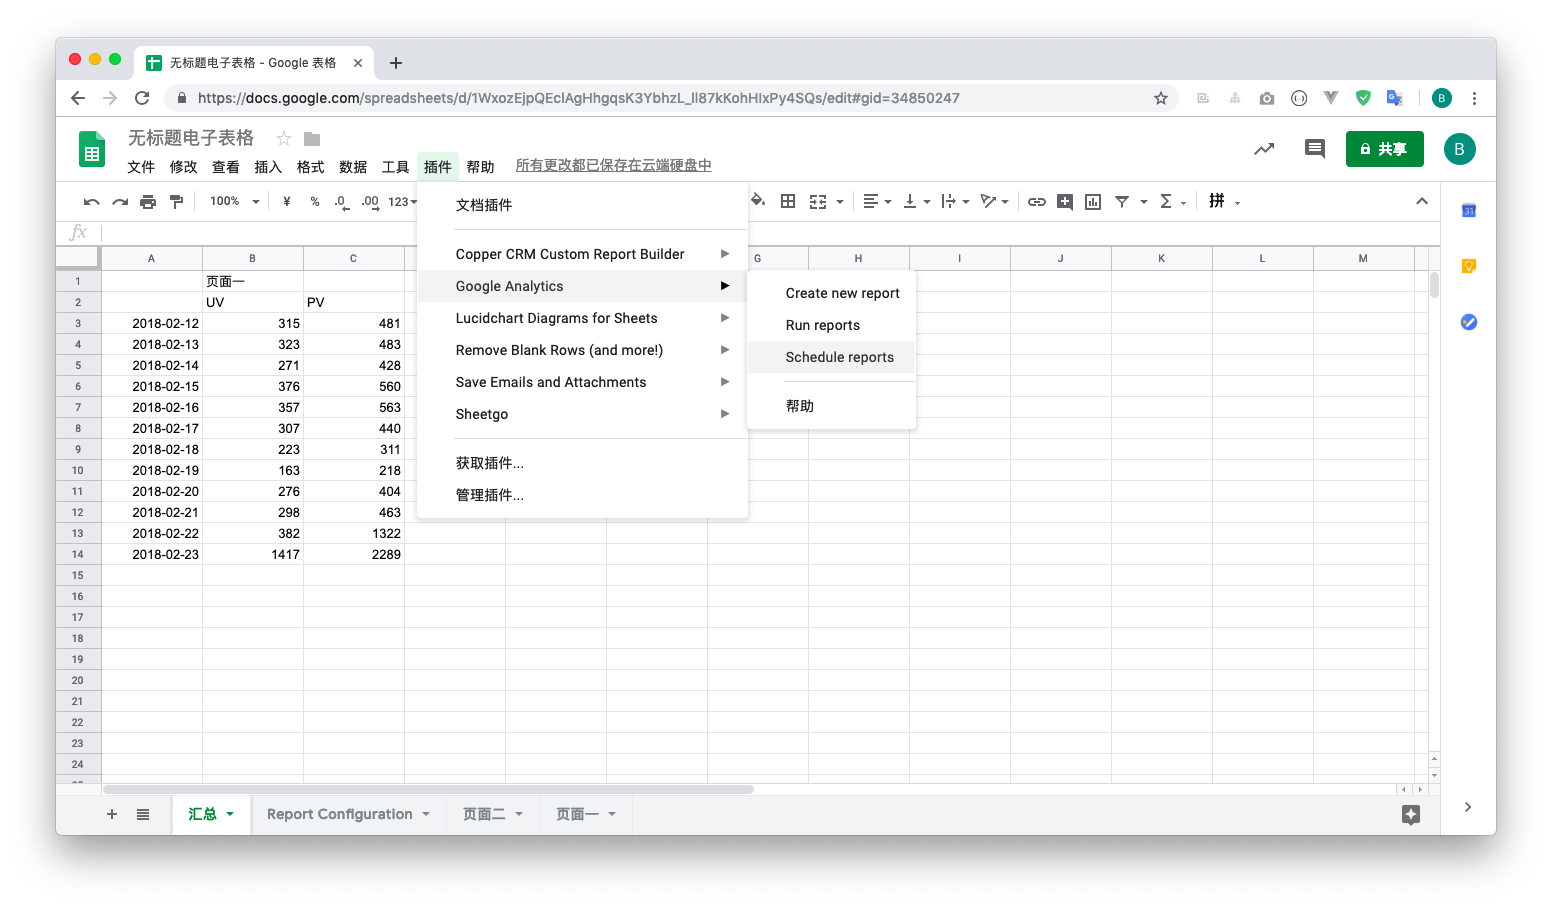 无标题电子表格 - Google 表格
https://docs.google.com/spreadsheets/d/1WxozEjpQEclAgHhgqsK3YbhzL_Il87kKohHIxPy4SQs/edit#gid=34850247
B
无标题电子表格
文件 修改 查看 插入 格式 数据 工具 插件 帮助 所有更改都已保存在云端硬盘中
共享
B
100% ¥ % .0 .00 123 拼
31
fx
文档插件
Copper CRM Custom Report Builder
Google Analytics
Lucidchart Diagrams for Sheets
Remove Blank Rows (and more!)
Save Emails and Attachments
Sheetgo
获取插件...
管理插件...
Create new report
Run reports
Schedule reports
帮助
A B C G H I J K L M
1 页面一
2 UV PV
3 2018-02-12 315 481
4 2018-02-13 323 483
5 2018-02-14 271 428
6 2018-02-15 376 560
7 2018-02-16 357 563
8 2018-02-17 307 440
9 2018-02-18 223 311
10 2018-02-19 163 218
11 2018-02-20 276 404
12 2018-02-21 298 463
13 2018-02-22 382 1322
14 2018-02-23 1417 2289
15
16
17
18
19
20
21
22
23
24
汇总 Report Configuration 页面二 页面一